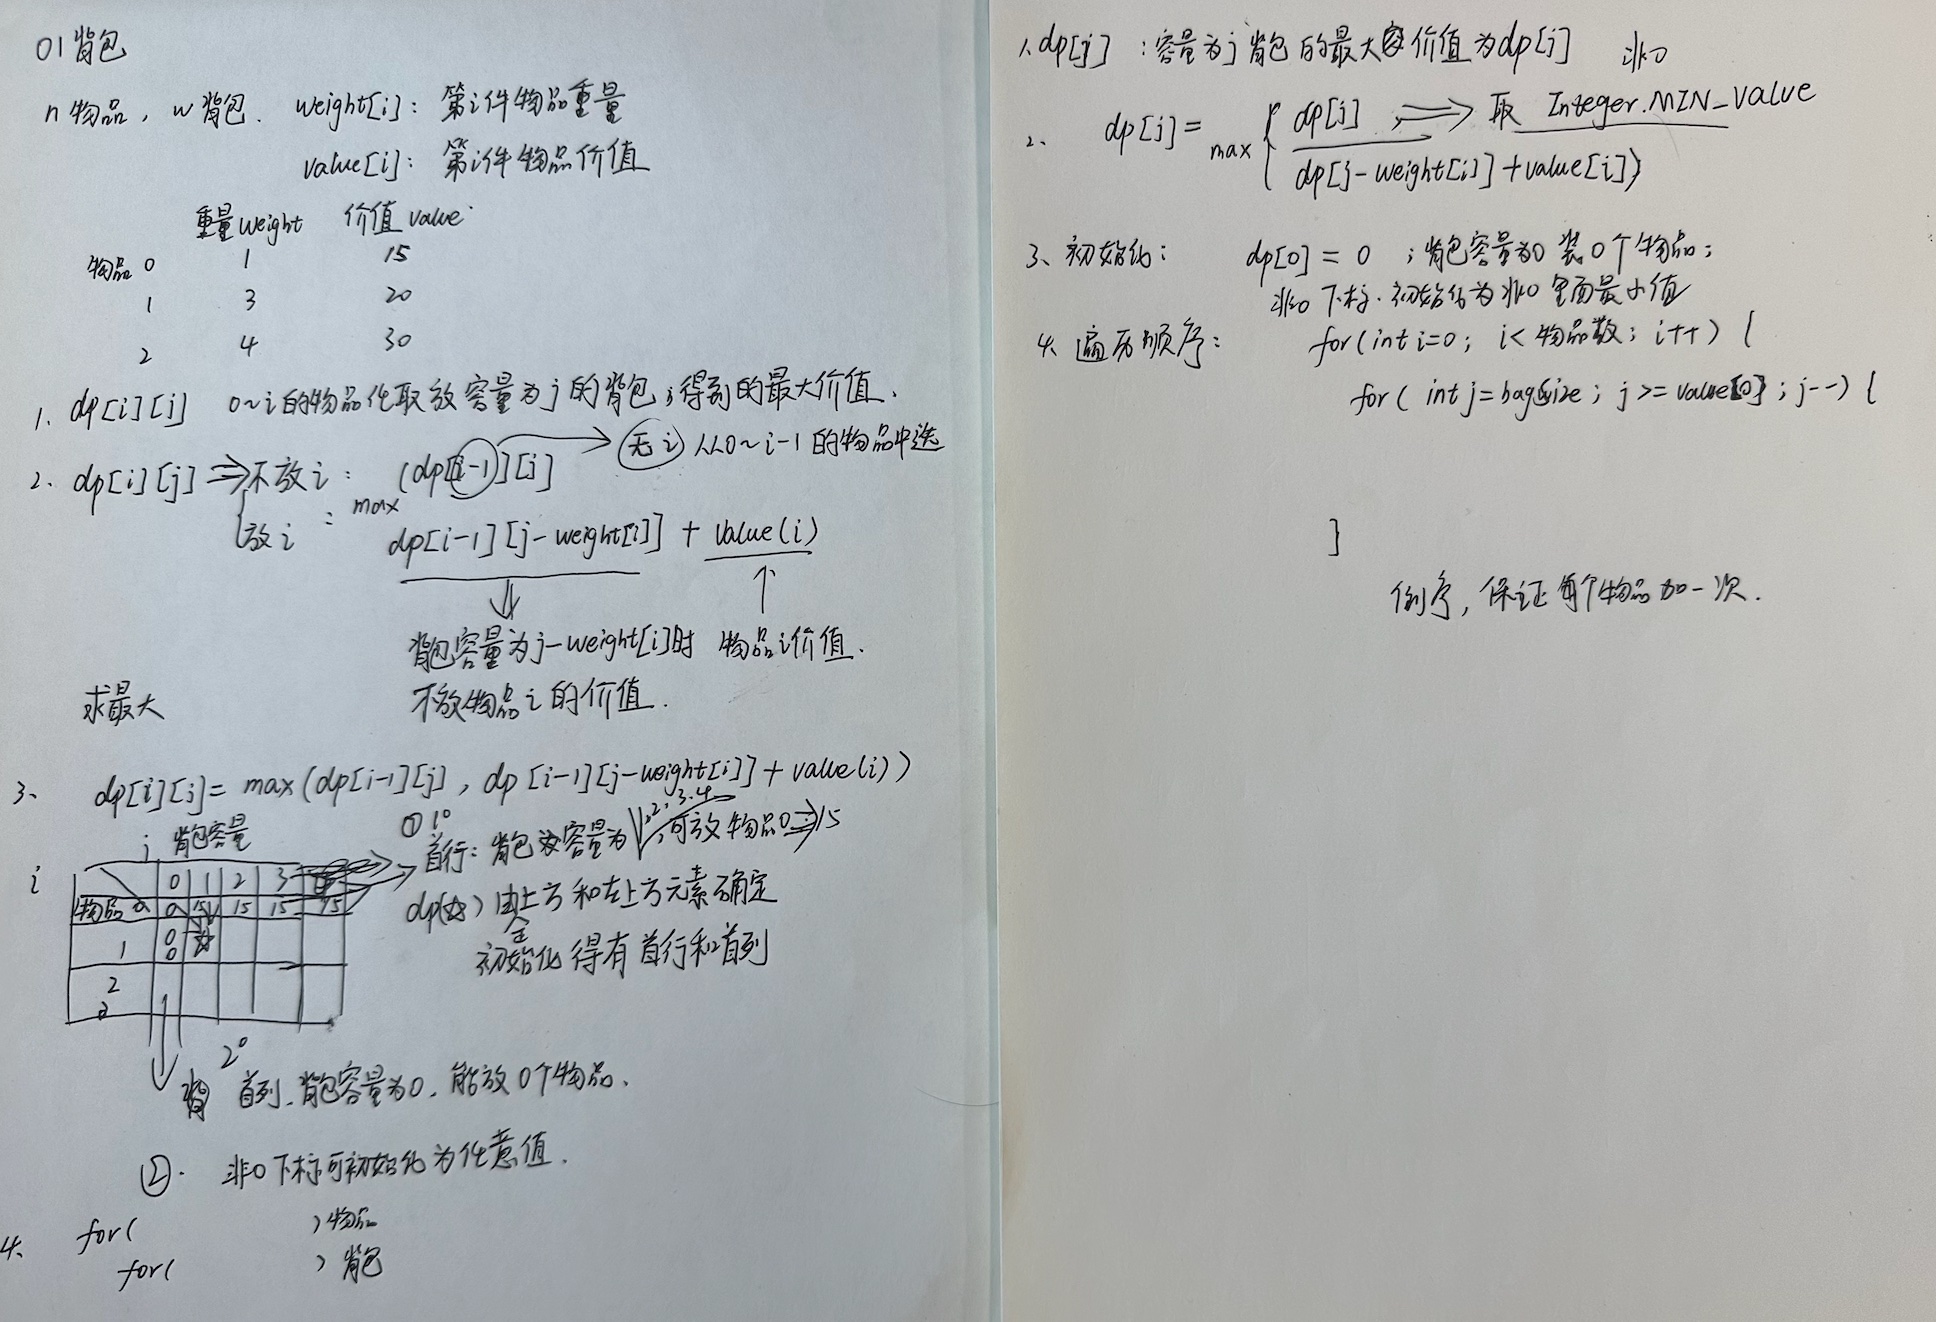 01背包
n物品, w背包. weight[i]: 第i件物品重量
value[i]: 第i件物品价值
重量weight 价值value
物品0 1 15
1 3 20
2 4 30
1. dp[i][j] 0~i的物品任取放容量为j的背包,得到的最大价值.
2. dp[i][j] ⇒不放i: (dp[i-1][j] → 无i 从0~i-1的物品中选
放i : max
dp[i-1][j-weight[i]] + value(i)
背包容量为j-weight[i]时 物品i价值.
不放物品i的价值.
求最大
3、 dp[i][j]= max(dp[i-1][j], dp[i-1][j-weight[i]]+value(i))
j 背包容量
① 1°
首行: 背包容量为1,2,3,4,可放物品0⇒15
i
0 1 2 3
物品0 0 15 15 15 15
1 0 ☆
0
2
dp(☆) 由上方和左上方元素确定
初始化得有首行和首列
2°
首列.背包容量为0.能放0个物品.
②. 非0下标可初始化为任意值.
4、 for( )物品
for( )背包
1、dp[j] :容量为j背包的最大价值为dp[j] 非0
2. dp[j]= max { dp[j] ⇒ 取 Integer.MIN_value
dp[j-weight[i]]+value[i])
3、初始化: dp[0] = 0 ;背包容量为0装0个物品;
非0下标.初始化为非0里面最小值
4、遍历顺序: for(int i=0; i<物品数; i++) {
for( int j=bagsize; j>= value[0]; j--) {
}
倒序,保证每个物品加一次.